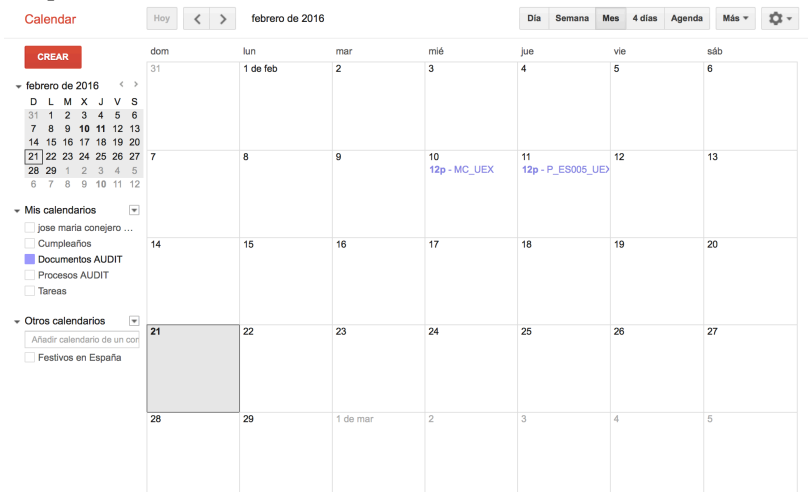 Calendar
Hoy
febrero de 2016
Día Semana Mes 4 días Agenda
Más
CREAR
febrero de 2016
D L M X J V S
31 1 2 3 4 5 6
7 8 9 10 11 12 13
14 15 16 17 18 19 20
21 22 23 24 25 26 27
28 29 1 2 3 4 5
6 7 8 9 10 11 12
Mis calendarios
jose maria conejero ...
Cumpleaños
Documentos AUDIT
Procesos AUDIT
Tareas
Otros calendarios
Añadir calendario de un con
Festivos en España
dom lun mar mié jue vie sáb
31 1 de feb 2 3 4 5 6
7 8 9 10 11 12 13
12p - MC_UEX 12p - P_ES005_UEX
14 15 16 17 18 19 20
21 22 23 24 25 26 27
28 29 1 de mar 2 3 4 5